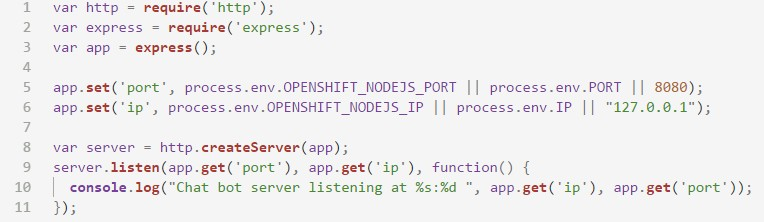 1 var http = require('http');
2 var express = require('express');
3 var app = express();
4
5 app.set('port', process.env.OPENSHIFT_NODEJS_PORT || process.env.PORT || 8080);
6 app.set('ip', process.env.OPENSHIFT_NODEJS_IP || process.env.IP || "127.0.0.1");
7
8 var server = http.createServer(app);
9 server.listen(app.get('port'), app.get('ip'), function() {
10   console.log("Chat bot server listening at %s:%d ", app.get('ip'), app.get('port'));
11 });